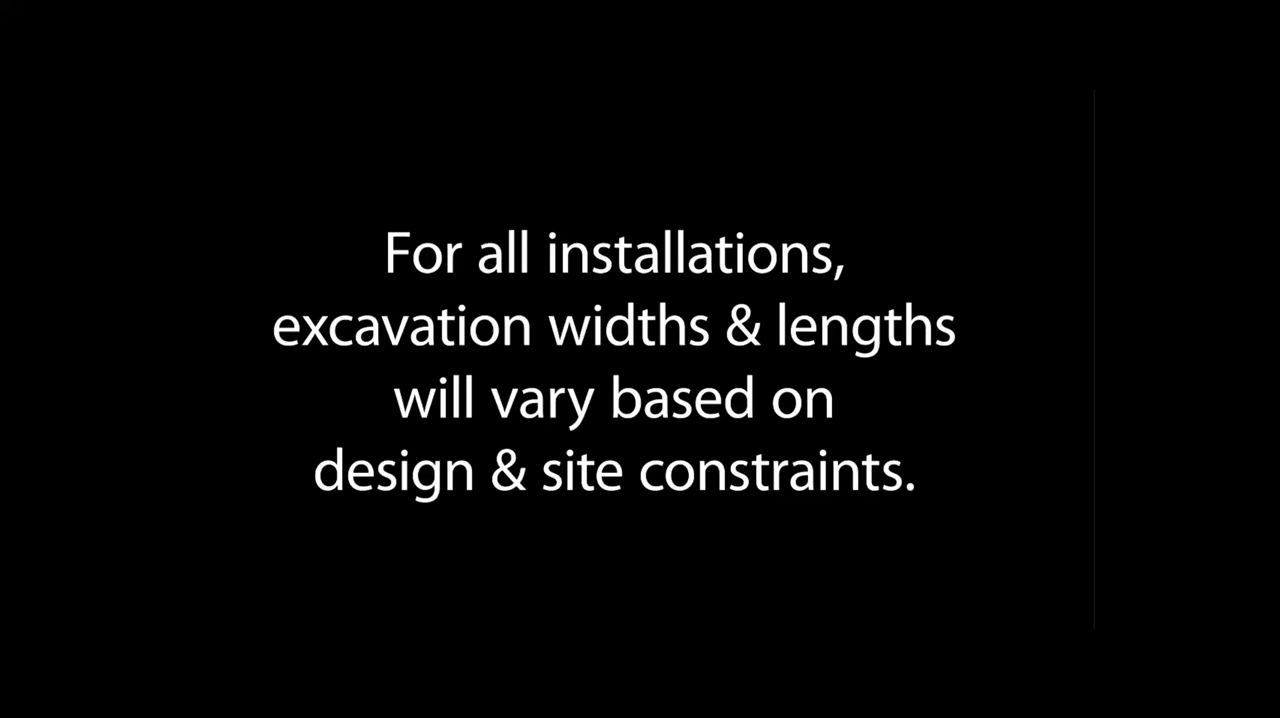 For all installations,
excavation widths & lengths
will vary based on
design & site constraints.